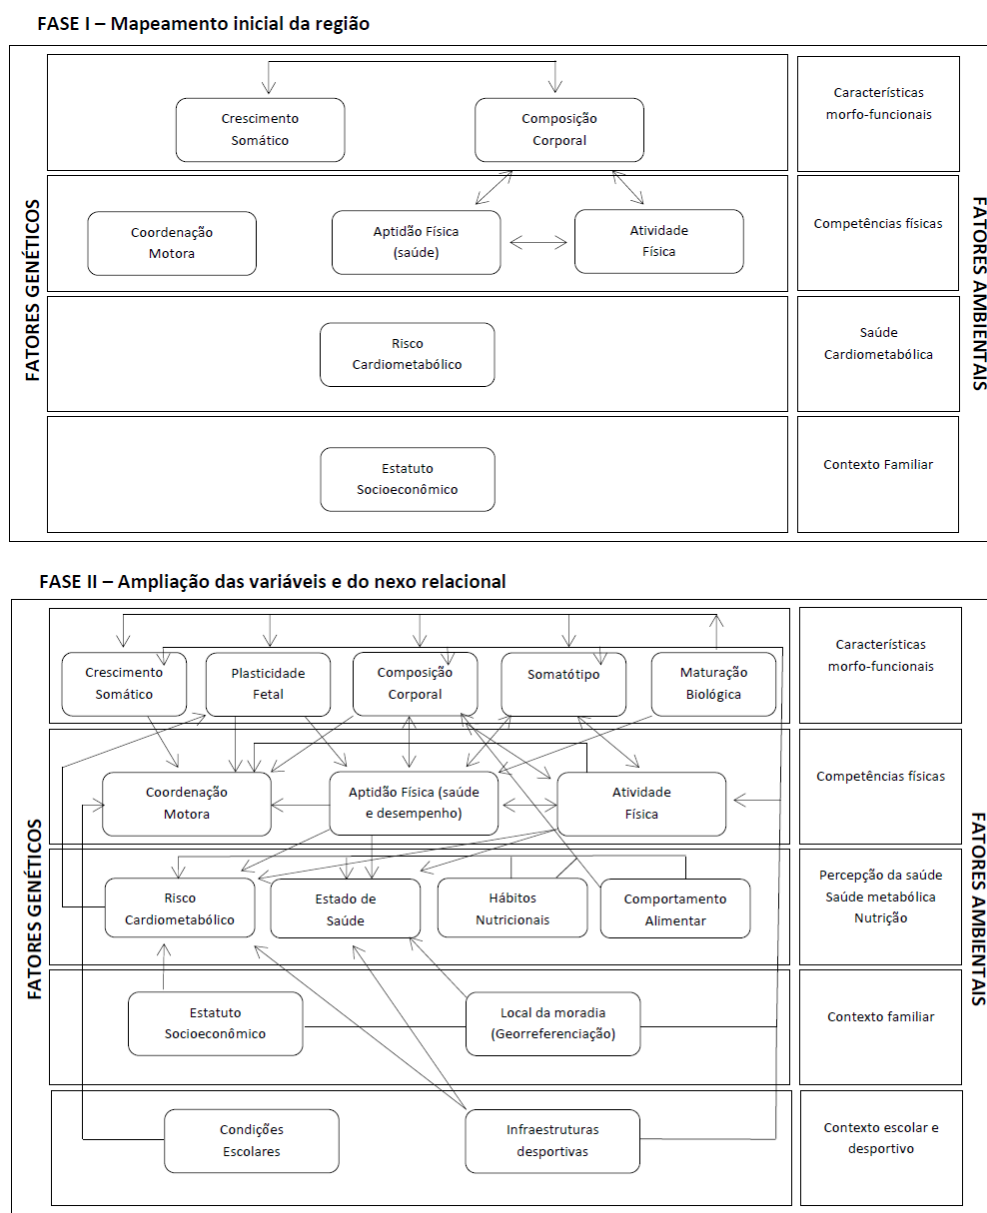 FASE I – Mapeamento inicial da região
FATORES GENÉTICOS
Crescimento
Somático
Composição
Corporal
Características
morfo-funcionais
Coordenação
Motora
Aptidão Física
(saúde)
Atividade
Física
Competências físicas
Risco
Cardiometabólico
Saúde
Cardiometabólica
Estatuto
Socioeconômico
Contexto Familiar
FATORES AMBIENTAIS
FASE II – Ampliação das variáveis e do nexo relacional
FATORES GENÉTICOS
Crescimento
Somático
Plasticidade
Fetal
Composição
Corporal
Somatótipo
Maturação
Biológica
Características
morfo-funcionais
Coordenação
Motora
Aptidão Física (saúde
e desempenho)
Atividade
Física
Competências físicas
Risco
Cardiometabólico
Estado de
Saúde
Hábitos
Nutricionais
Comportamento
Alimentar
Percepção da saúde
Saúde metabólica
Nutrição
Estatuto
Socioeconômico
Local da moradia
(Georreferenciação)
Contexto familiar
Condições
Escolares
Infraestruturas
desportivas
Contexto escolar e
desportivo
FATORES AMBIENTAIS